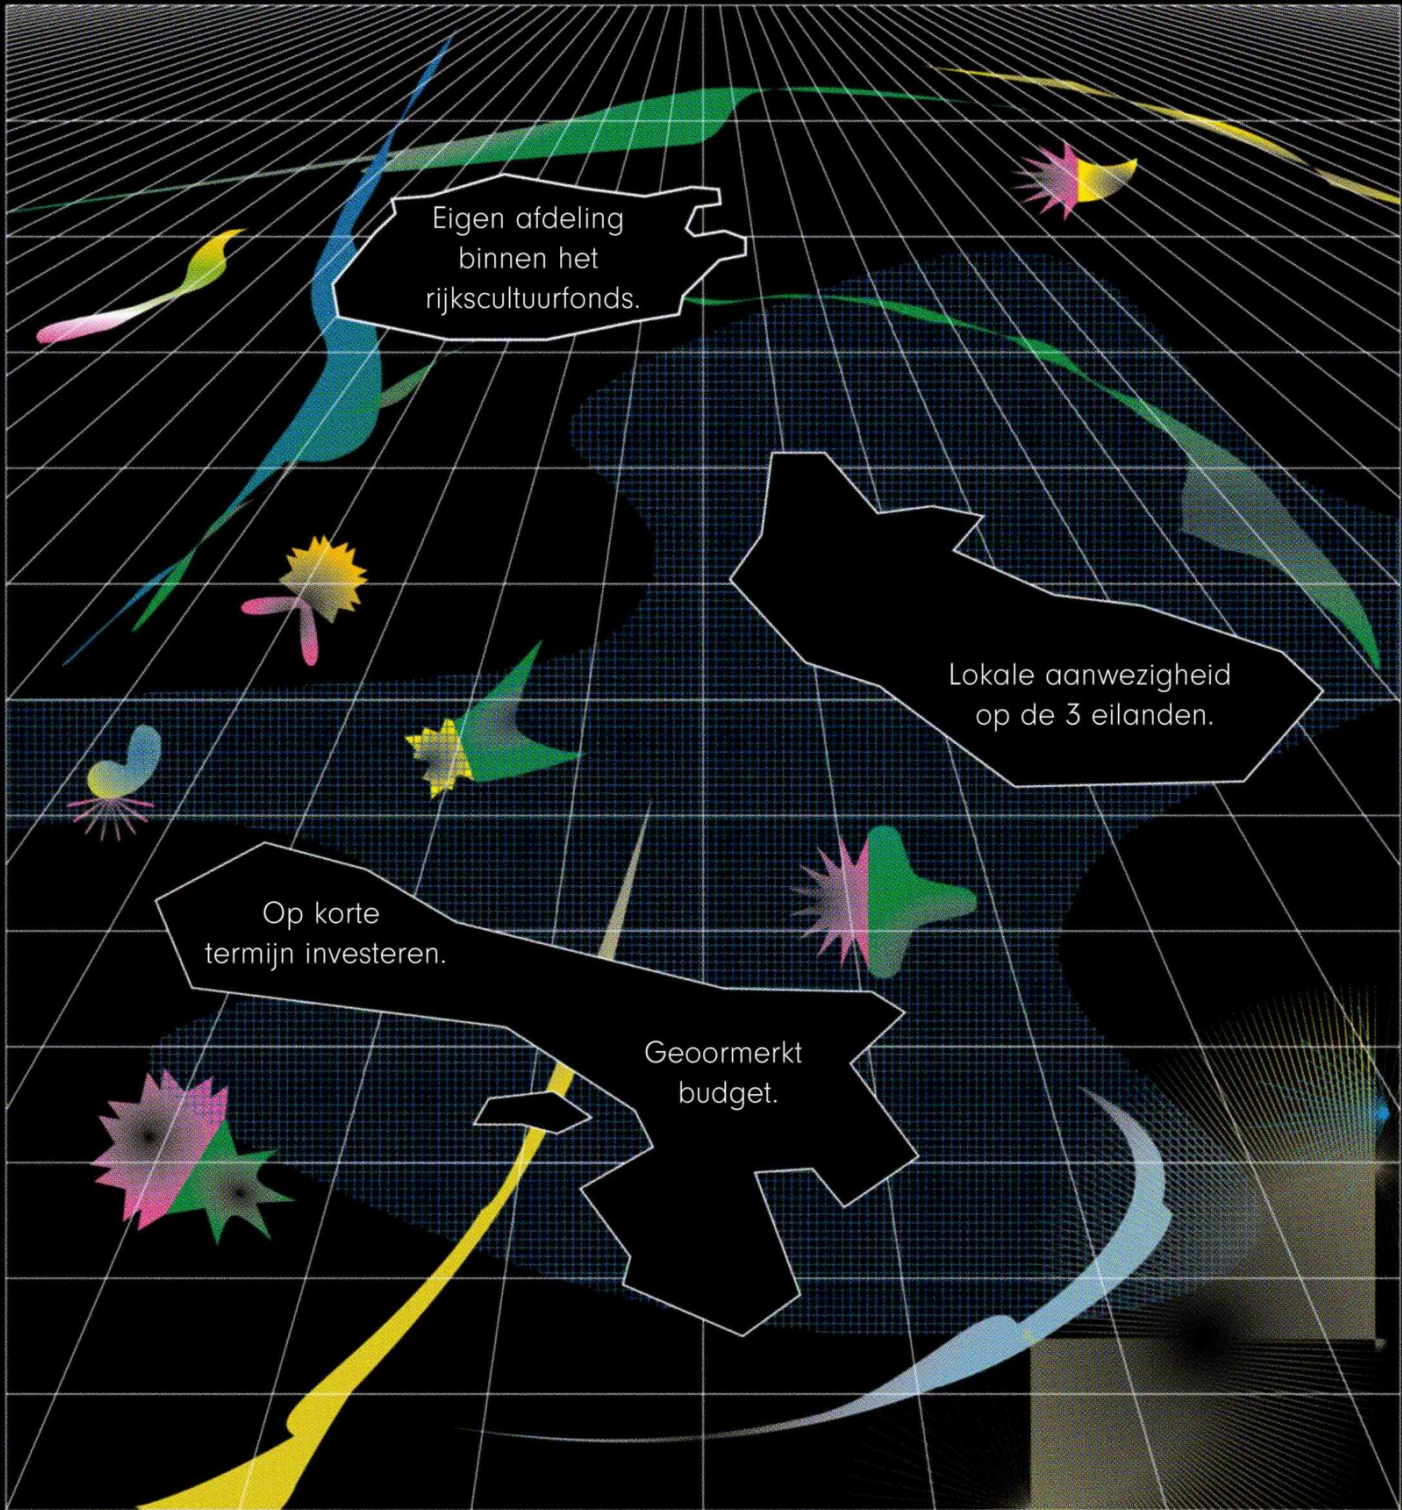 Eigen afdeling
binnen het
rijkscultuurfonds.
Lokale aanwezigheid
op de 3 eilanden.
Op korte
termijn investeren.
Geoormerkt
budget.